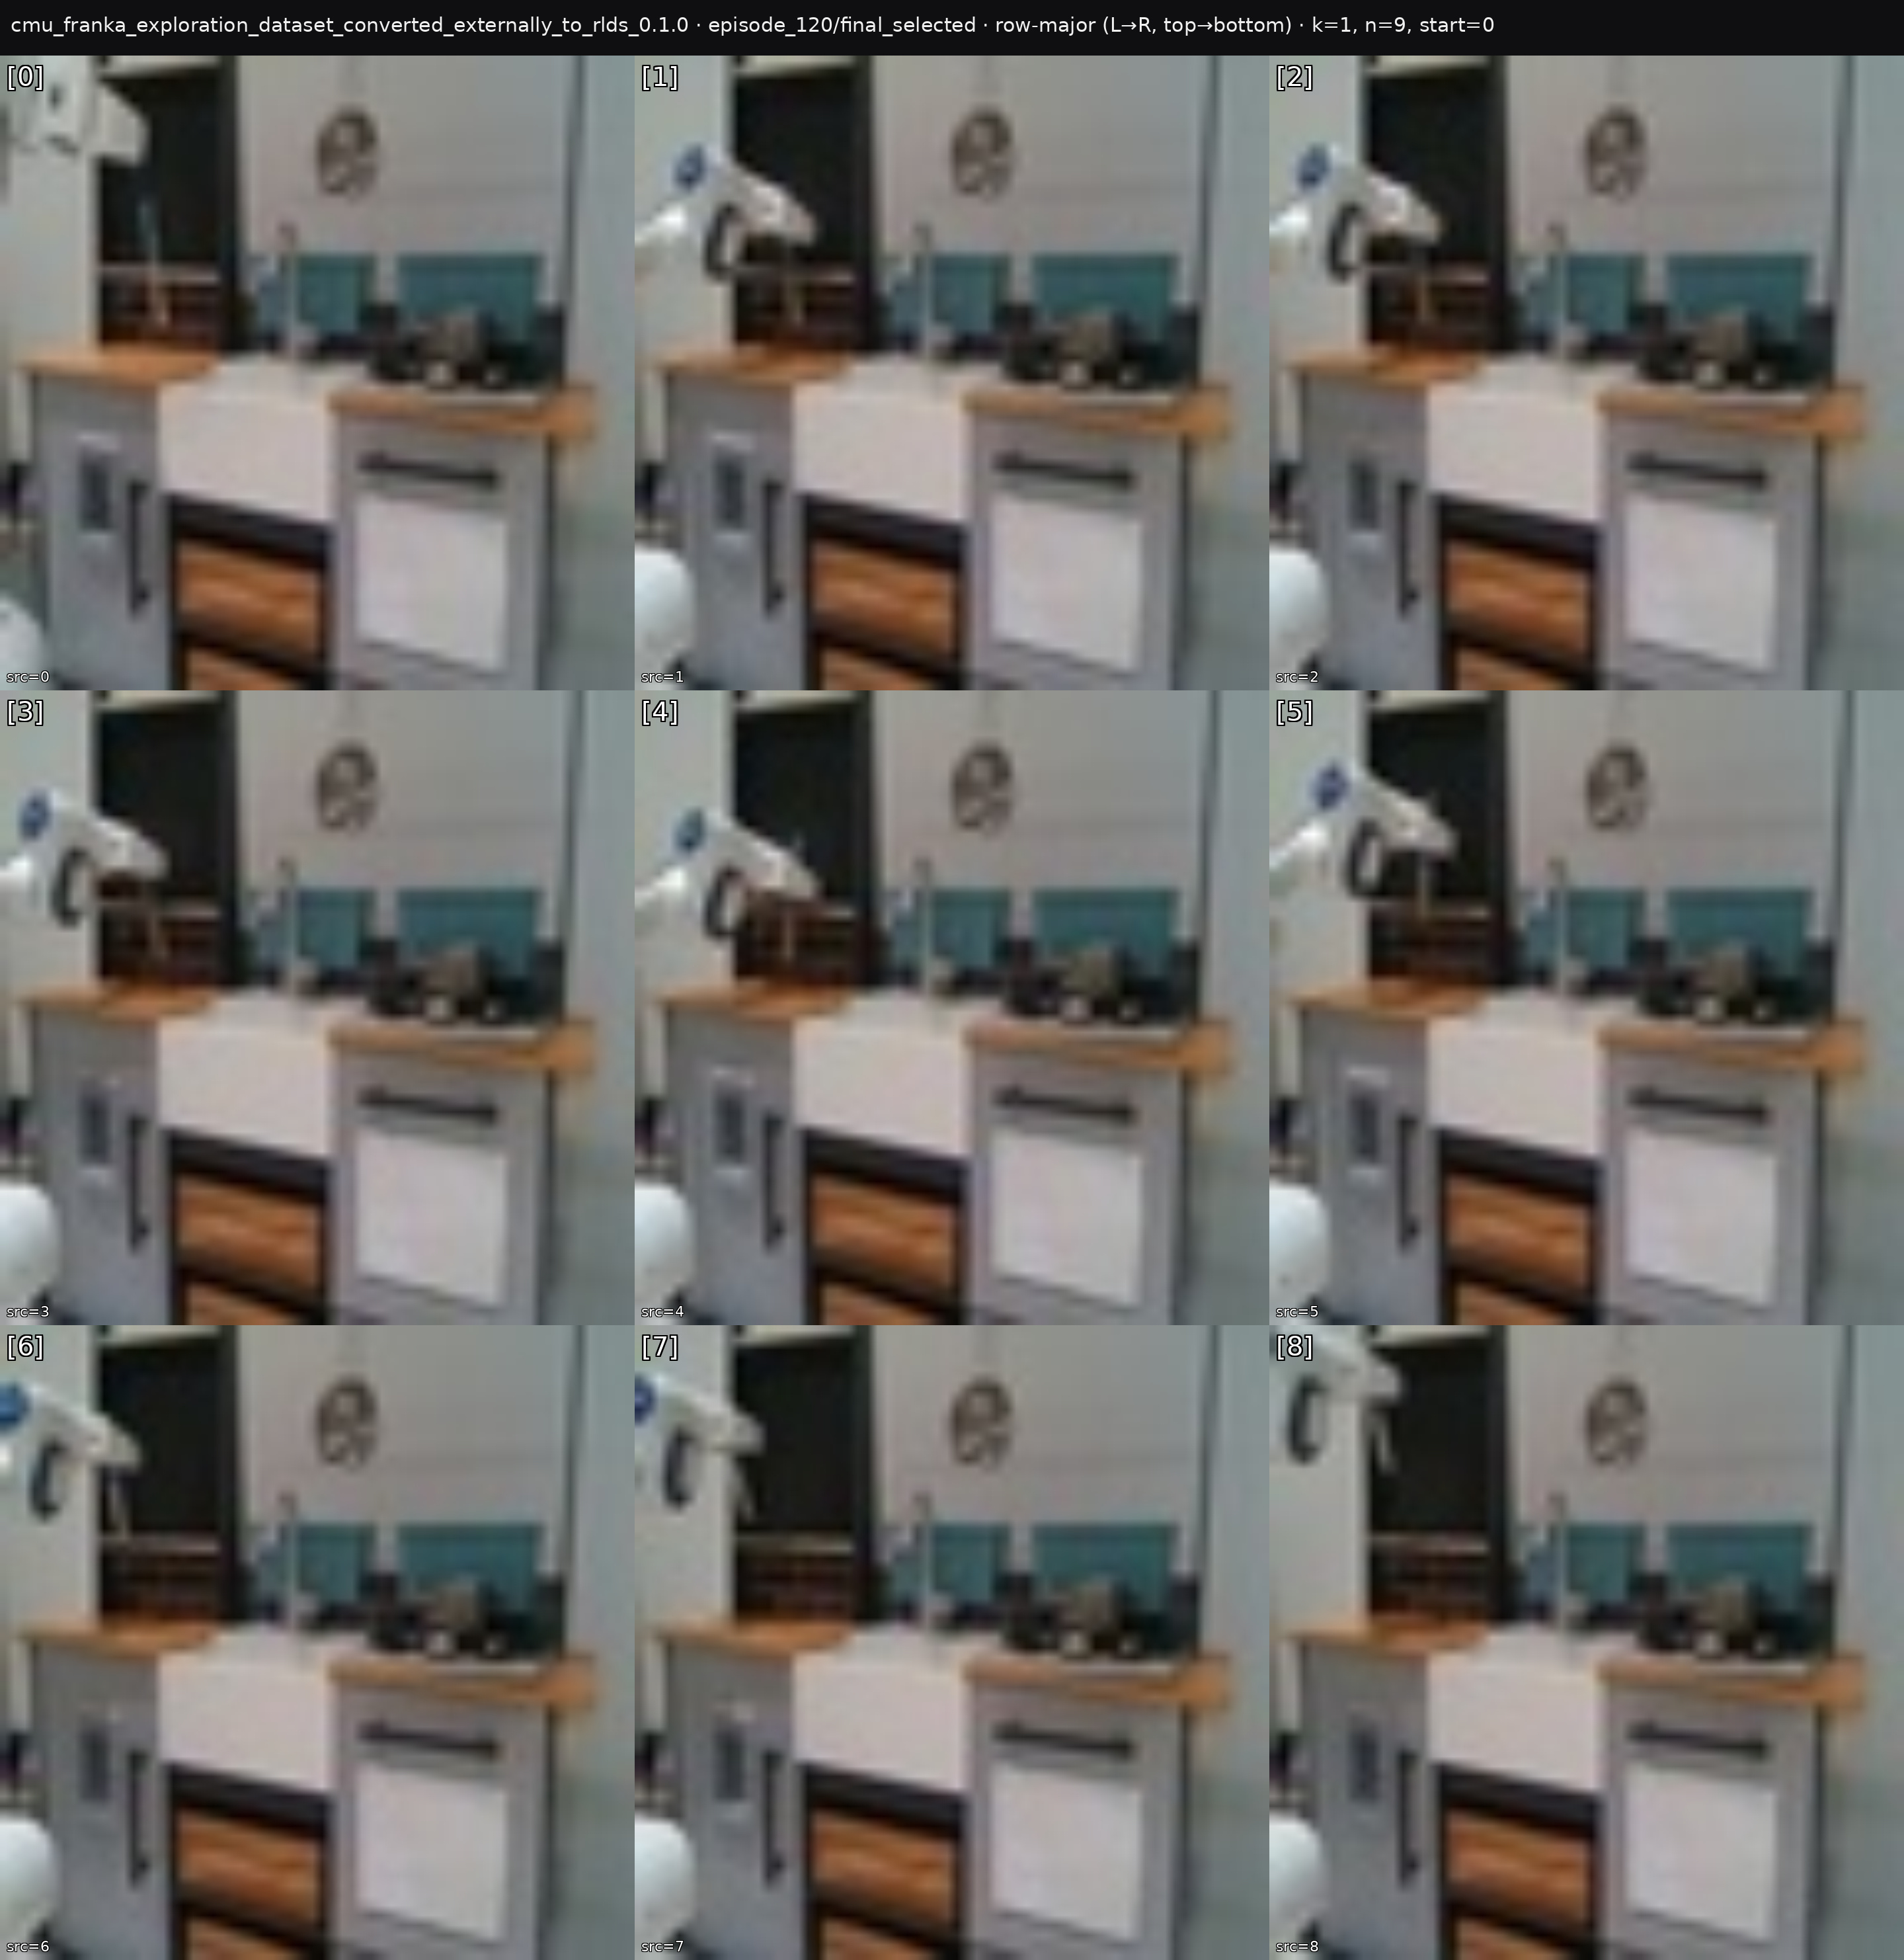 cmu_franka_exploration_dataset_converted_externally_to_rlds_0.1.0 · episode_120/final_selected · row-major (L→R, top→bottom) · k=1, n=9, start=0
[0]
[1]
[2]
src=0
src=1
src=2
[3]
[4]
[5]
src=3
src=4
src=5
[6]
[7]
[8]
src=6
src=7
src=8